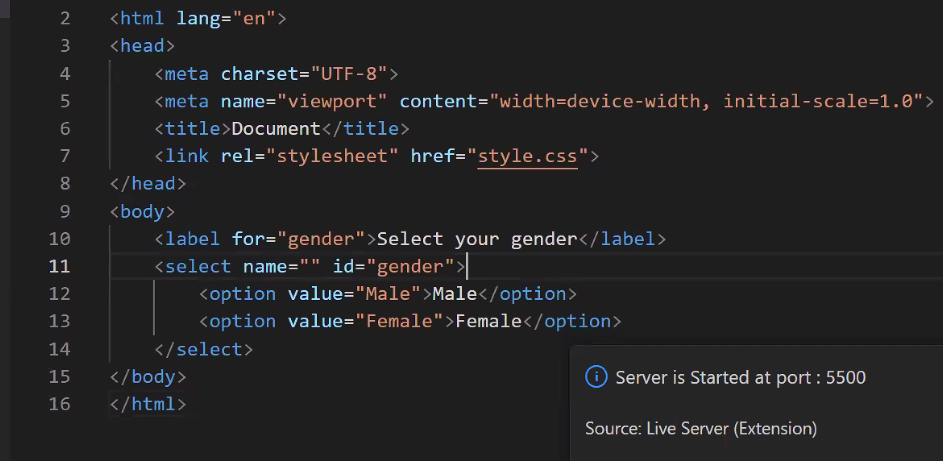 2 <html lang="en">
3 <head>
4 <meta charset="UTF-8">
5 <meta name="viewport" content="width=device-width, initial-scale=1.0">
6 <title>Document</title>
7 <link rel="stylesheet" href="style.css">
8 </head>
9 <body>
10 <label for="gender">Select your gender</label>
11 <select name="" id="gender">
12 <option value="Male">Male</option>
13 <option value="Female">Female</option>
14 </select>
15 </body>
16 </html>
Server is Started at port : 5500
Source: Live Server (Extension)